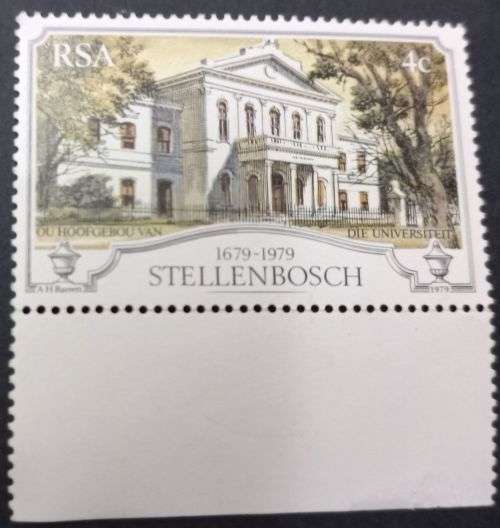 RSA 4c
OU HOOFGEBOU VAN DIE UNIVERSITEIT
1679-1979
STELLENBOSCH
A H Barrett 1979